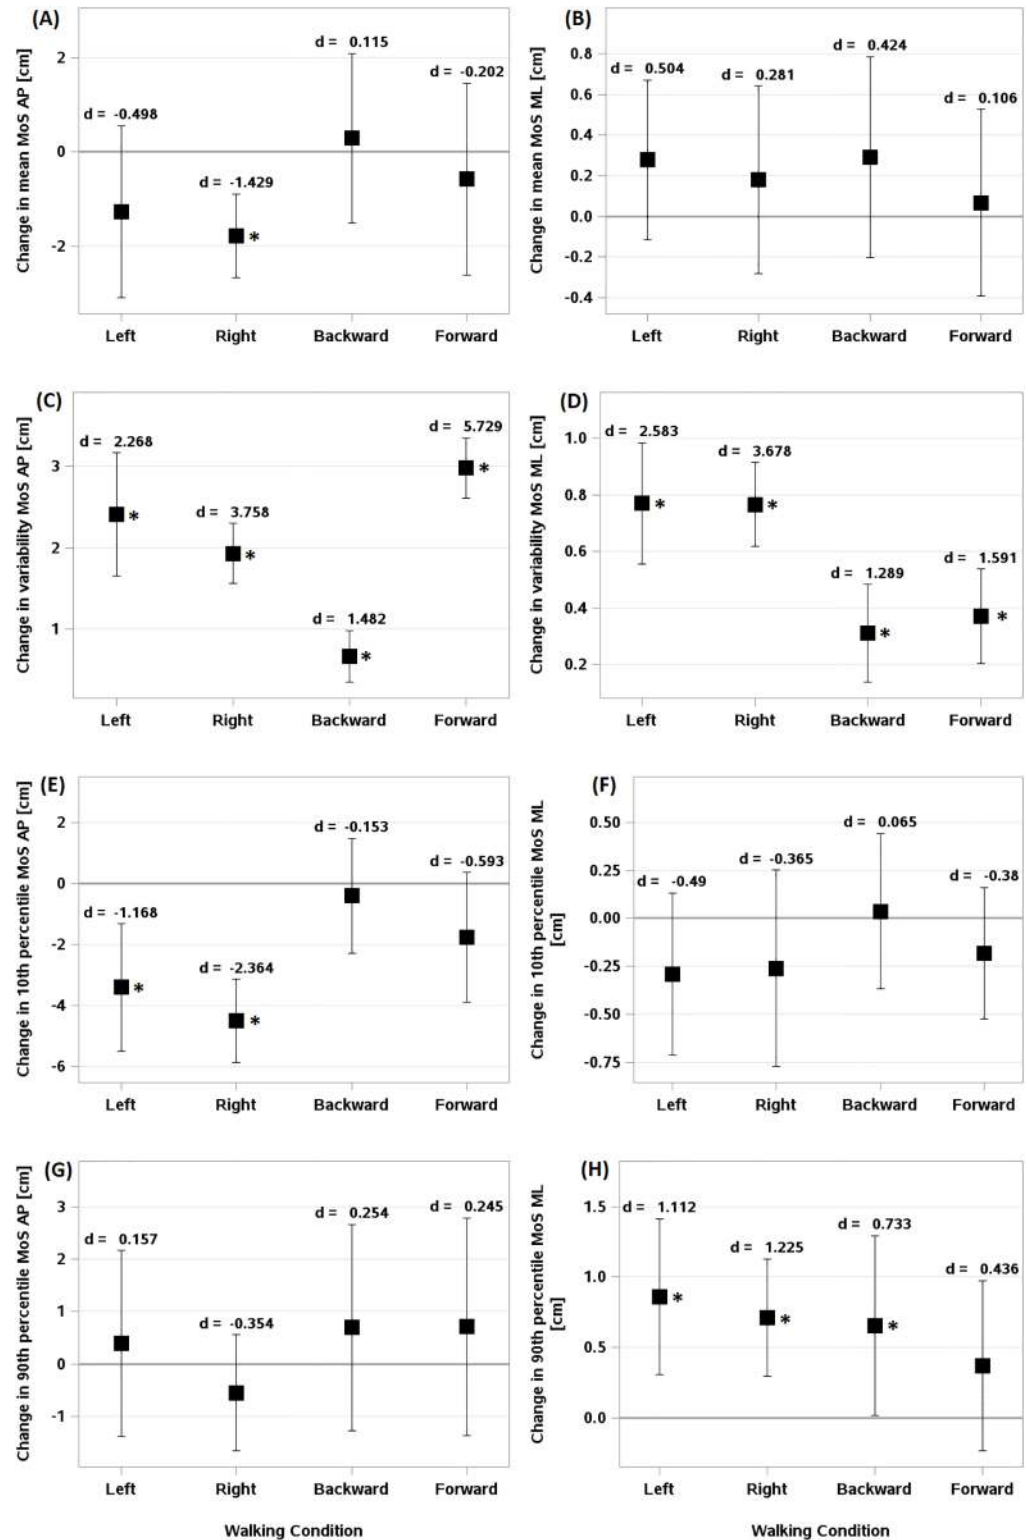 (A)
Change in mean MoS AP [cm]
2
0
-2
d = -0.498
d = -1.429
*
d = 0.115
d = -0.202
Left Right Backward Forward
(B)
Change in mean MoS ML [cm]
0.8
0.6
0.4
0.2
0.0
-0.2
-0.4
d = 0.504
d = 0.281
d = 0.424
d = 0.106
Left Right Backward Forward
(C)
Change in variability MoS AP [cm]
3
2
1
d = 2.268
*
d = 3.758
*
d = 1.482
*
d = 5.729
*
Left Right Backward Forward
(D)
Change in variability MoS ML [cm]
1.0
0.8
0.6
0.4
0.2
d = 2.583
*
d = 3.678
*
d = 1.289
*
d = 1.591
*
Left Right Backward Forward
(E)
Change in 10th percentile MoS AP [cm]
2
0
-2
-4
-6
d = -1.168
*
d = -2.364
*
d = -0.153
d = -0.593
Left Right Backward Forward
(F)
Change in 10th percentile MoS ML
[cm]
0.50
0.25
0.00
-0.25
-0.50
-0.75
d = -0.49
d = -0.365
d = 0.065
d = -0.38
Left Right Backward Forward
(G)
Change in 90th percentile MoS AP [cm]
3
2
1
0
-1
d = 0.157
d = -0.354
d = 0.254
d = 0.245
Left Right Backward Forward
Walking Condition
(H)
Change in 90th percentile MoS ML
[cm]
1.5
1.0
0.5
0.0
d = 1.112
*
d = 1.225
*
d = 0.733
*
d = 0.436
Left Right Backward Forward
Walking Condition